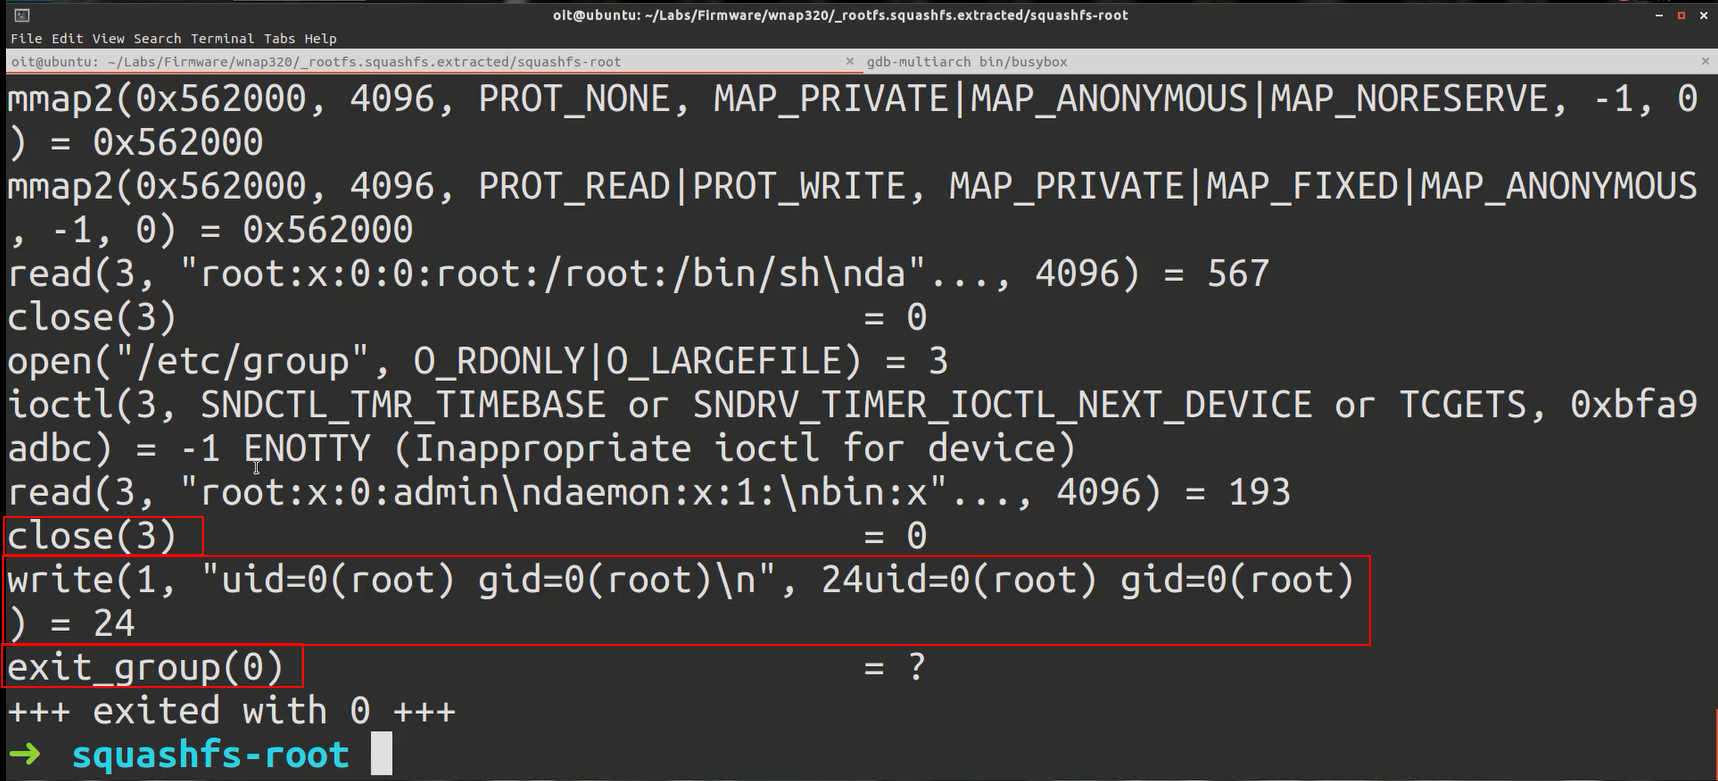 oit@ubuntu: ~/Labs/Firmware/wnap320/_rootfs.squashfs.extracted/squashfs-root
File Edit View Search Terminal Tabs Help
oit@ubuntu: ~/Labs/Firmware/wnap320/_rootfs.squashfs.extracted/squashfs-root × gdb-multiarch bin/busybox ×
mmap2(0x562000, 4096, PROT_NONE, MAP_PRIVATE|MAP_ANONYMOUS|MAP_NORESERVE, -1, 0
) = 0x562000
mmap2(0x562000, 4096, PROT_READ|PROT_WRITE, MAP_PRIVATE|MAP_FIXED|MAP_ANONYMOUS
, -1, 0) = 0x562000
read(3, "root:x:0:0:root:/root:/bin/sh\nda"..., 4096) = 567
close(3)                                = 0
open("/etc/group", O_RDONLY|O_LARGEFILE) = 3
ioctl(3, SNDCTL_TMR_TIMEBASE or SNDRV_TIMER_IOCTL_NEXT_DEVICE or TCGETS, 0xbfa9
adbc) = -1 ENOTTY (Inappropriate ioctl for device)
read(3, "root:x:0:admin\ndaemon:x:1:\nbin:x"..., 4096) = 193
close(3)                                = 0
write(1, "uid=0(root) gid=0(root)\n", 24uid=0(root) gid=0(root)
) = 24
exit_group(0)                           = ?
+++ exited with 0 +++
➜ squashfs-root